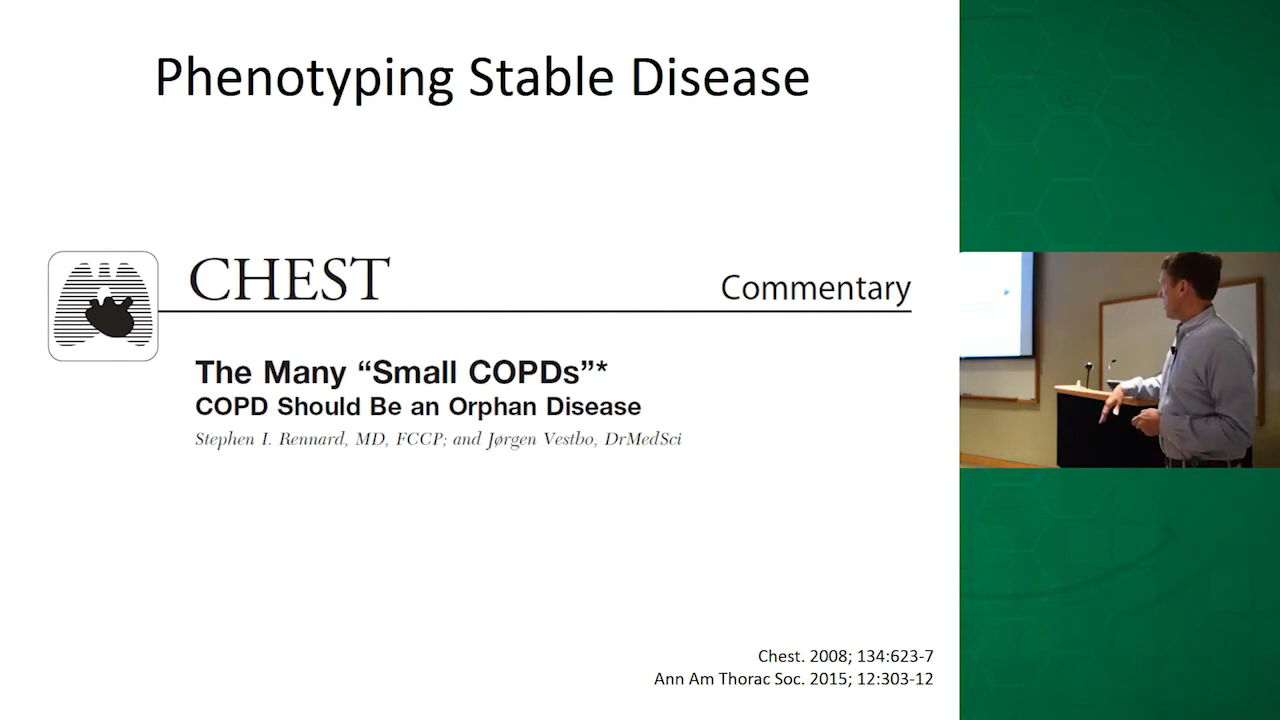 Phenotyping Stable Disease
CHEST
Commentary
The Many “Small COPDs”*
COPD Should Be an Orphan Disease
Stephen I. Rennard, MD, FCCP; and Jørgen Vestbo, DrMedSci
Chest. 2008; 134:623-7
Ann Am Thorac Soc. 2015; 12:303-12